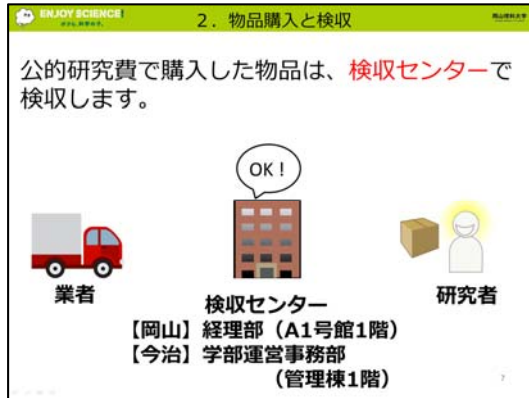 ENJOY SCIENCE!
2．物品購入と検収
岡山理科大学
公的研究費で購入した物品は、検収センターで
検収します。
OK！
業者
検収センター
研究者
【岡山】経理部（A1号館1階）
【今治】学部運営事務部
（管理棟1階）
7